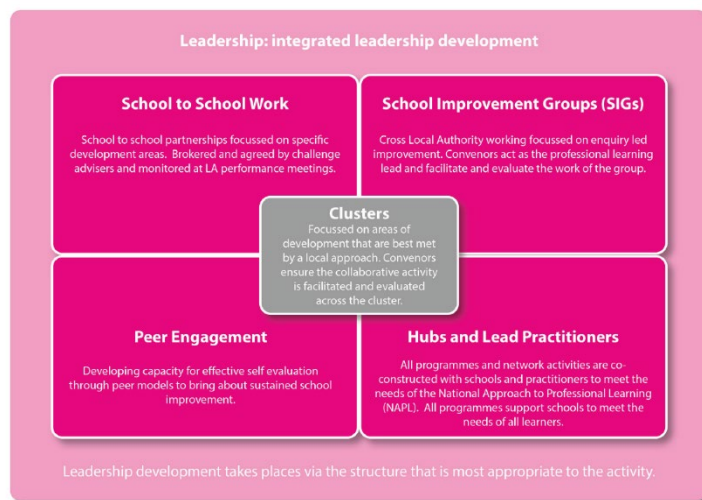 Leadership: integrated leadership development
School to School Work
School to school partnerships focussed on specific
development areas. Brokered and agreed by challenge
advisers and monitored at LA performance meetings.
School Improvement Groups (SIGs)
Cross Local Authority working focussed on enquiry led
improvement. Convenors act as the professional learning
lead and facilitate and evaluate the work of the group.
Clusters
Focussed on areas of
development that are best met
by a local approach. Convenors
ensure the collaborative activity
is facilitated and evaluated
across the cluster.
Peer Engagement
Developing capacity for effective self evaluation
through peer models to bring about sustained school
improvement.
Hubs and Lead Practitioners
All programmes and network activities are co-
constructed with schools and practitioners to meet the
needs of the National Approach to Professional Learning
(NAPL). All programmes support schools to meet the
needs of all learners.
Leadership development takes places via the structure that is most appropriate to the activity.